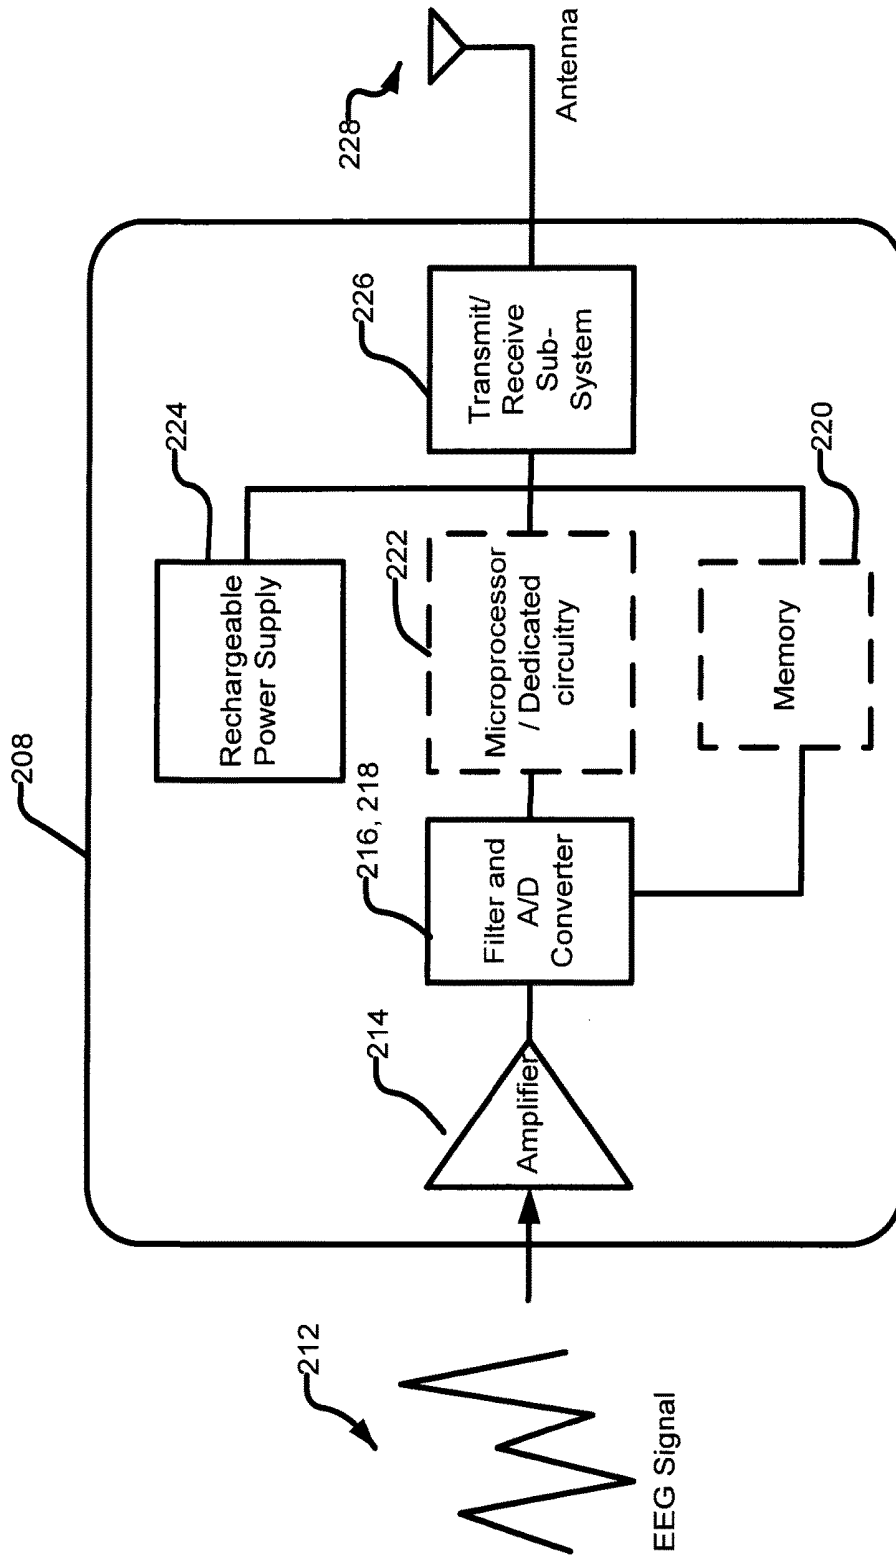 208
224
Rechargeable
Power Supply
228
Antenna
226
Transmit/
Receive
Sub-
System
222
Microprocessor
/ Dedicated
circuitry
216, 218
Filter and
A/D
Converter
214
Amplifier
212
EEG Signal
220
Memory